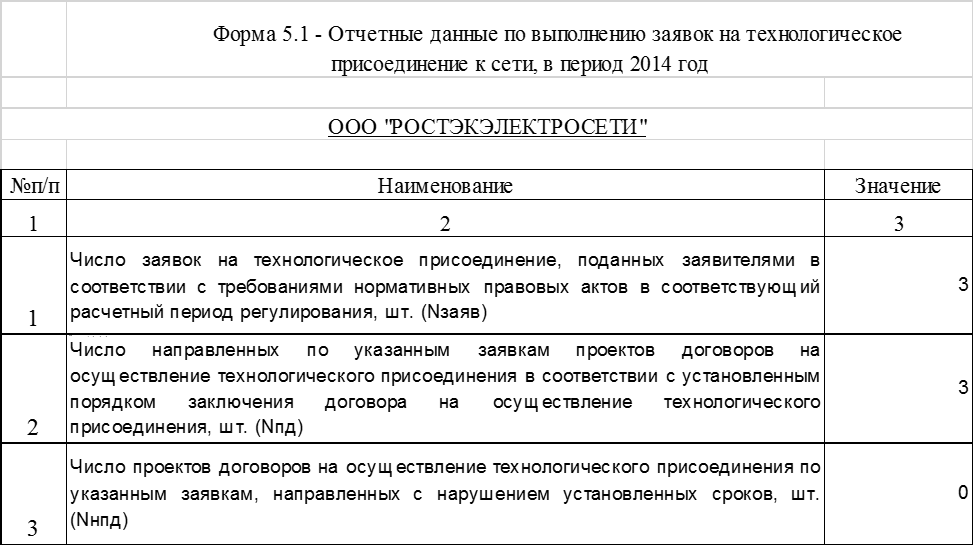 Форма 5.1 - Отчетные данные по выполнению заявок на технологическое
присоединение к сети, в период 2014 год
ООО "РОСТЭКЭЛЕКТРОСЕТИ"
№п/п Наименование Значение
1 2 3
Число заявок на технологическое присоединение, поданных заявителями в
соответствии с требованиями нормативных правовых актов в соответствующий
расчетный период регулирования, шт. (Nзаяв)
1 3
Число направленных по указанным заявкам проектов договоров на
осуществление технологического присоединения в соответствии с установленным
порядком заключения договора на осуществление технологического
присоединения, шт. (Nпд)
2 3
Число проектов договоров на осуществление технологического присоединения по
указанным заявкам, направленных с нарушением установленных сроков, шт.
(Nнпд)
3 0